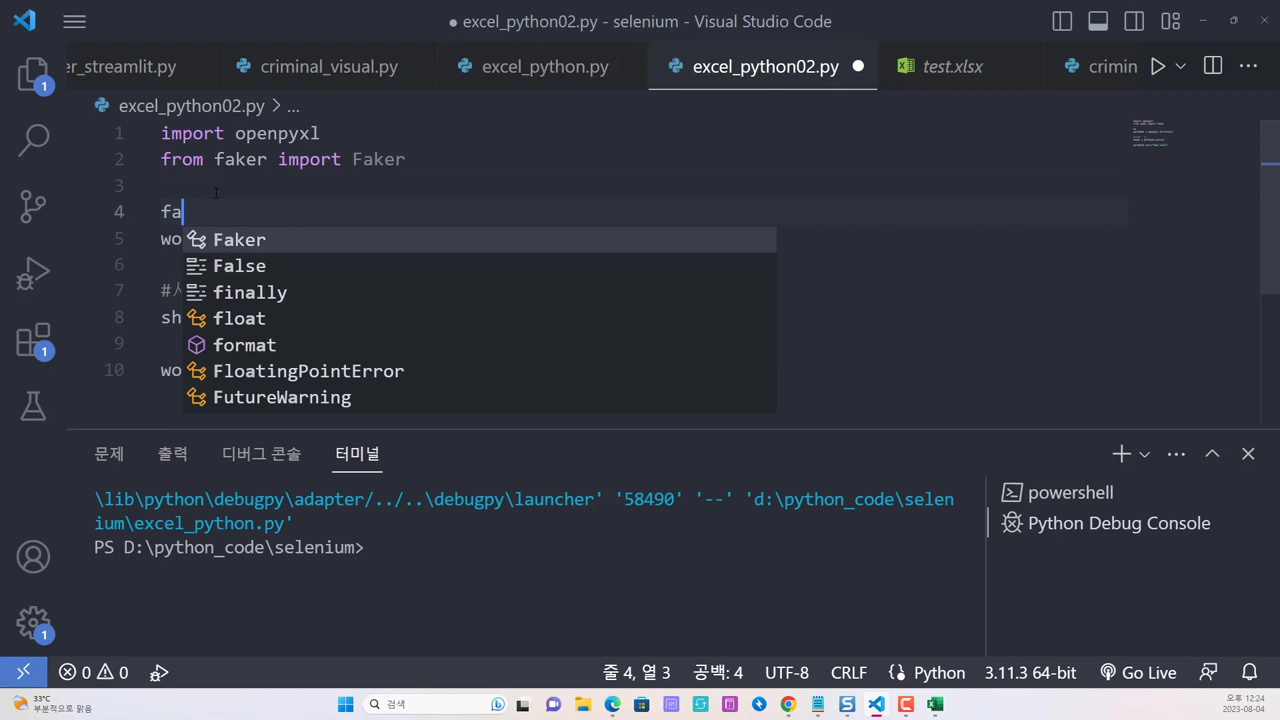 ● excel_python02.py - selenium - Visual Studio Code
er_streamlit.py criminal_visual.py excel_python.py excel_python02.py test.xlsx crimin
excel_python02.py > ...
1 import openpyxl
2 from faker import Faker
3
4 fa
Faker
5 wo
False
6
finally
7 #
float
8 sh
format
9
FloatingPointError
10 wo
FutureWarning
문제 출력 디버그 콘솔 터미널
\lib\python\debugpy\adapter/../..\debugpy\launcher' '58490' '--' 'd:\python_code\selen
ium\excel_python.py'
PS D:\python_code\selenium>
powershell
Python Debug Console
1
1
1
0 0 줄 4, 열 3 공백: 4 UTF-8 CRLF Python 3.11.3 64-bit Go Live
33°C
부분적으로 맑음
검색
오후 12:24
2023-08-04